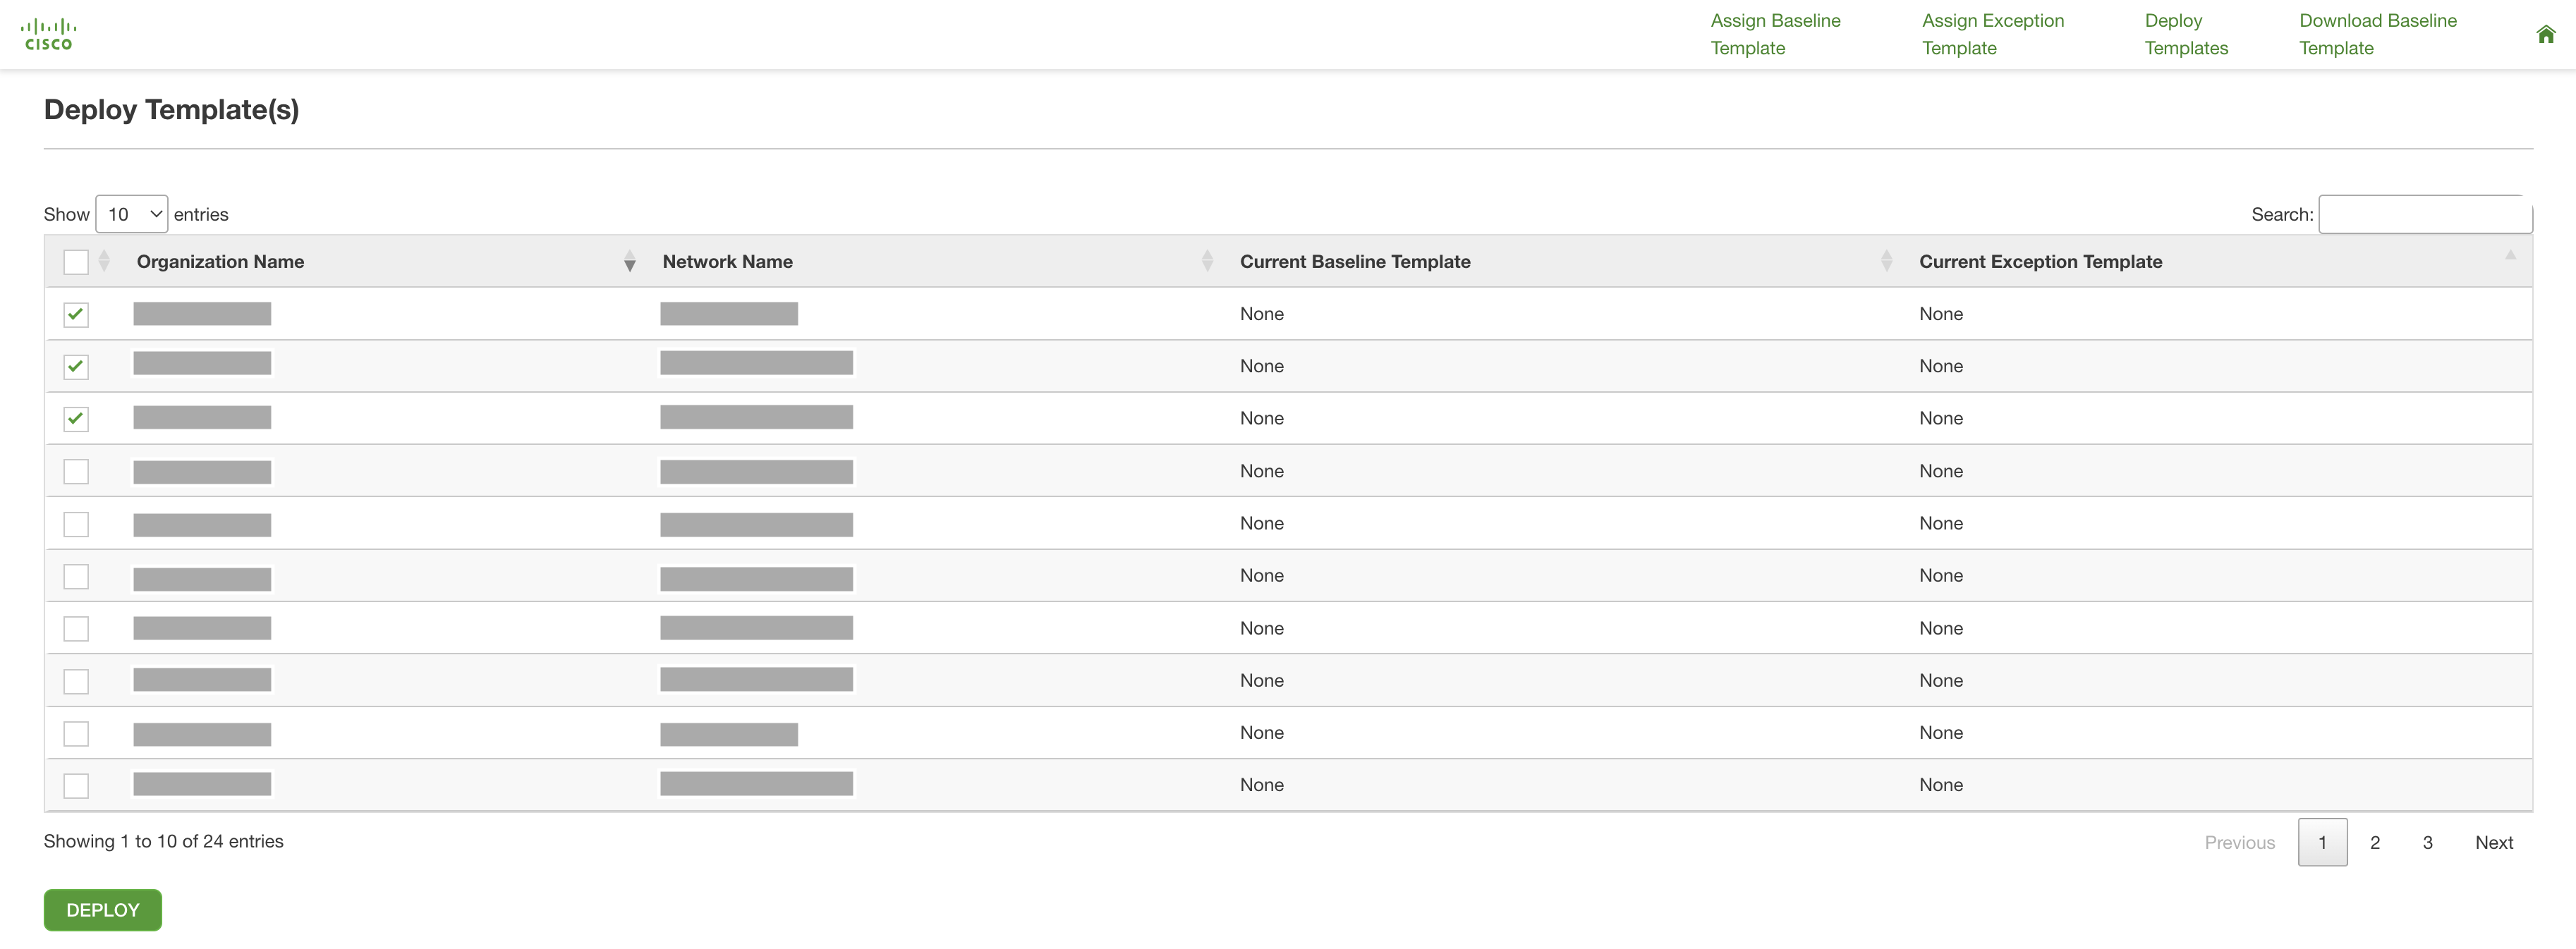 CISCO
Assign Baseline Template
Assign Exception Template
Deploy Templates
Download Baseline Template
Deploy Template(s)
Show 10 entries
Search:
Organization Name Network Name Current Baseline Template Current Exception Template
None None
None None
None None
None None
None None
None None
None None
None None
None None
None None
Showing 1 to 10 of 24 entries
Previous 1 2 3 Next
DEPLOY